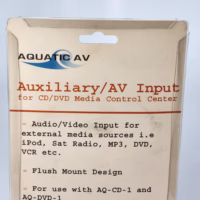 AQUATIC AV
Auxiliary/AV Input
for CD/DVD Media Control Center
- Audio/Video Input for
external media sources i.e
iPod, Sat Radio, MP3, DVD,
VCR etc.
- Flush Mount Design
- For use with AQ-CD-1 and
AQ-DVD-1